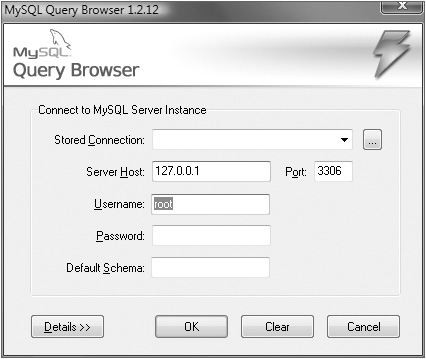 MySQL Query Browser 1.2.12
MySQL
Query Browser
Connect to MySQL Server Instance
Stored Connection:
...
Server Host: 127.0.0.1 Port: 3306
Username: root
Password:
Default Schema:
Details >> OK Clear Cancel